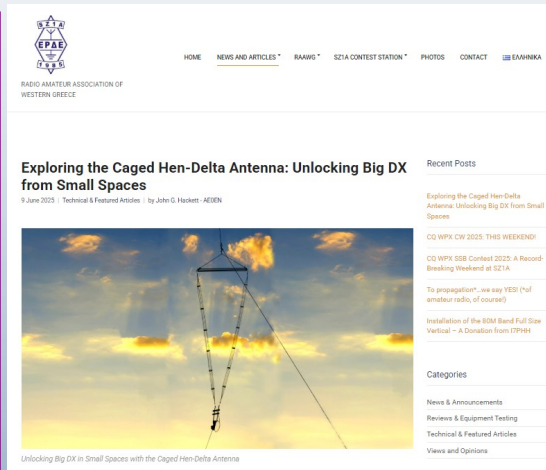 SZ1A
ΕΡΔΕ
1985
RADIO AMATEUR ASSOCIATION OF
WESTERN GREECE
HOME
NEWS AND ARTICLES
RAAWG
SZ1A CONTEST STATION
PHOTOS
CONTACT
ΕΛΛΗΝΙΚΑ
Exploring the Caged Hen-Delta Antenna: Unlocking Big DX
from Small Spaces
9 June 2025 | Technical & Featured Articles | by John G. Hackett - AE0EN
Unlocking Big DX in Small Spaces with the Caged Hen-Delta Antenna
Recent Posts
Exploring the Caged Hen-Delta
Antenna: Unlocking Big DX from Small
Spaces
CQ WPX CW 2025: THIS WEEKEND!
CQ WPX SSB Contest 2025: A Record-
Breaking Weekend at SZ1A
To propagation*…we say YES! (*of
amateur radio, of course!)
Installation of the 80M Band Full Size
Vertical – A Donation from I7PHH
Categories
News & Announcements
Reviews & Equipment Testing
Technical & Featured Articles
Views and Opinions